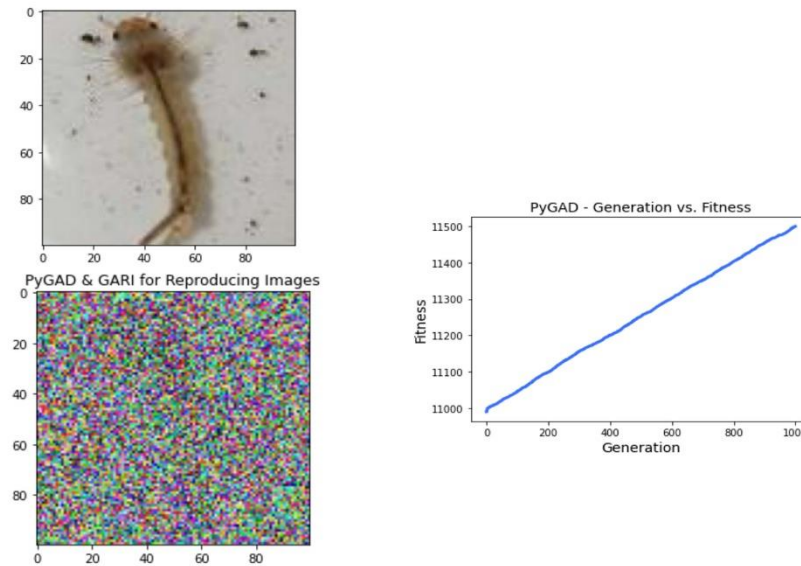 0
20
40
60
80
0 20 40 60 80
PyGAD & GARI for Reproducing Images
0
20
40
60
80
0 20 40 60 80
PyGAD - Generation vs. Fitness
11500
11400
11300
11200
11100
11000
Fitness
0 200 400 600 800 100
Generation